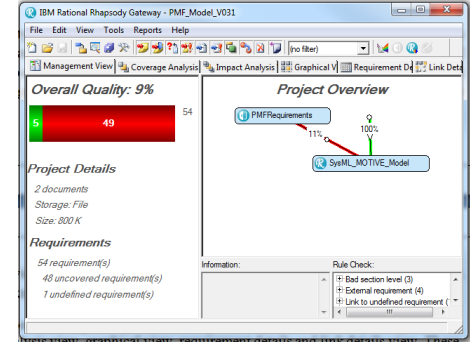 IBM Rational Rhapsody Gateway - PMF_Model_V031
File Edit View Tools Reports Help
(no filter)
Management View Coverage Analysis Impact Analysis Graphical V Requirement De Link Deta
Overall Quality: 9%
5 49 54
Project Details
2 documents
Storage: File
Size: 800 K
Requirements
54 requirement(s)
48 uncovered requirement(s)
1 undefined requirement(s)
Project Overview
PMFRequirements
11% 100%
SysML_MOTIVE_Model
Information:
Rule Check:
Bad section level (3)
External requirement (4)
Link to undefined requirement (